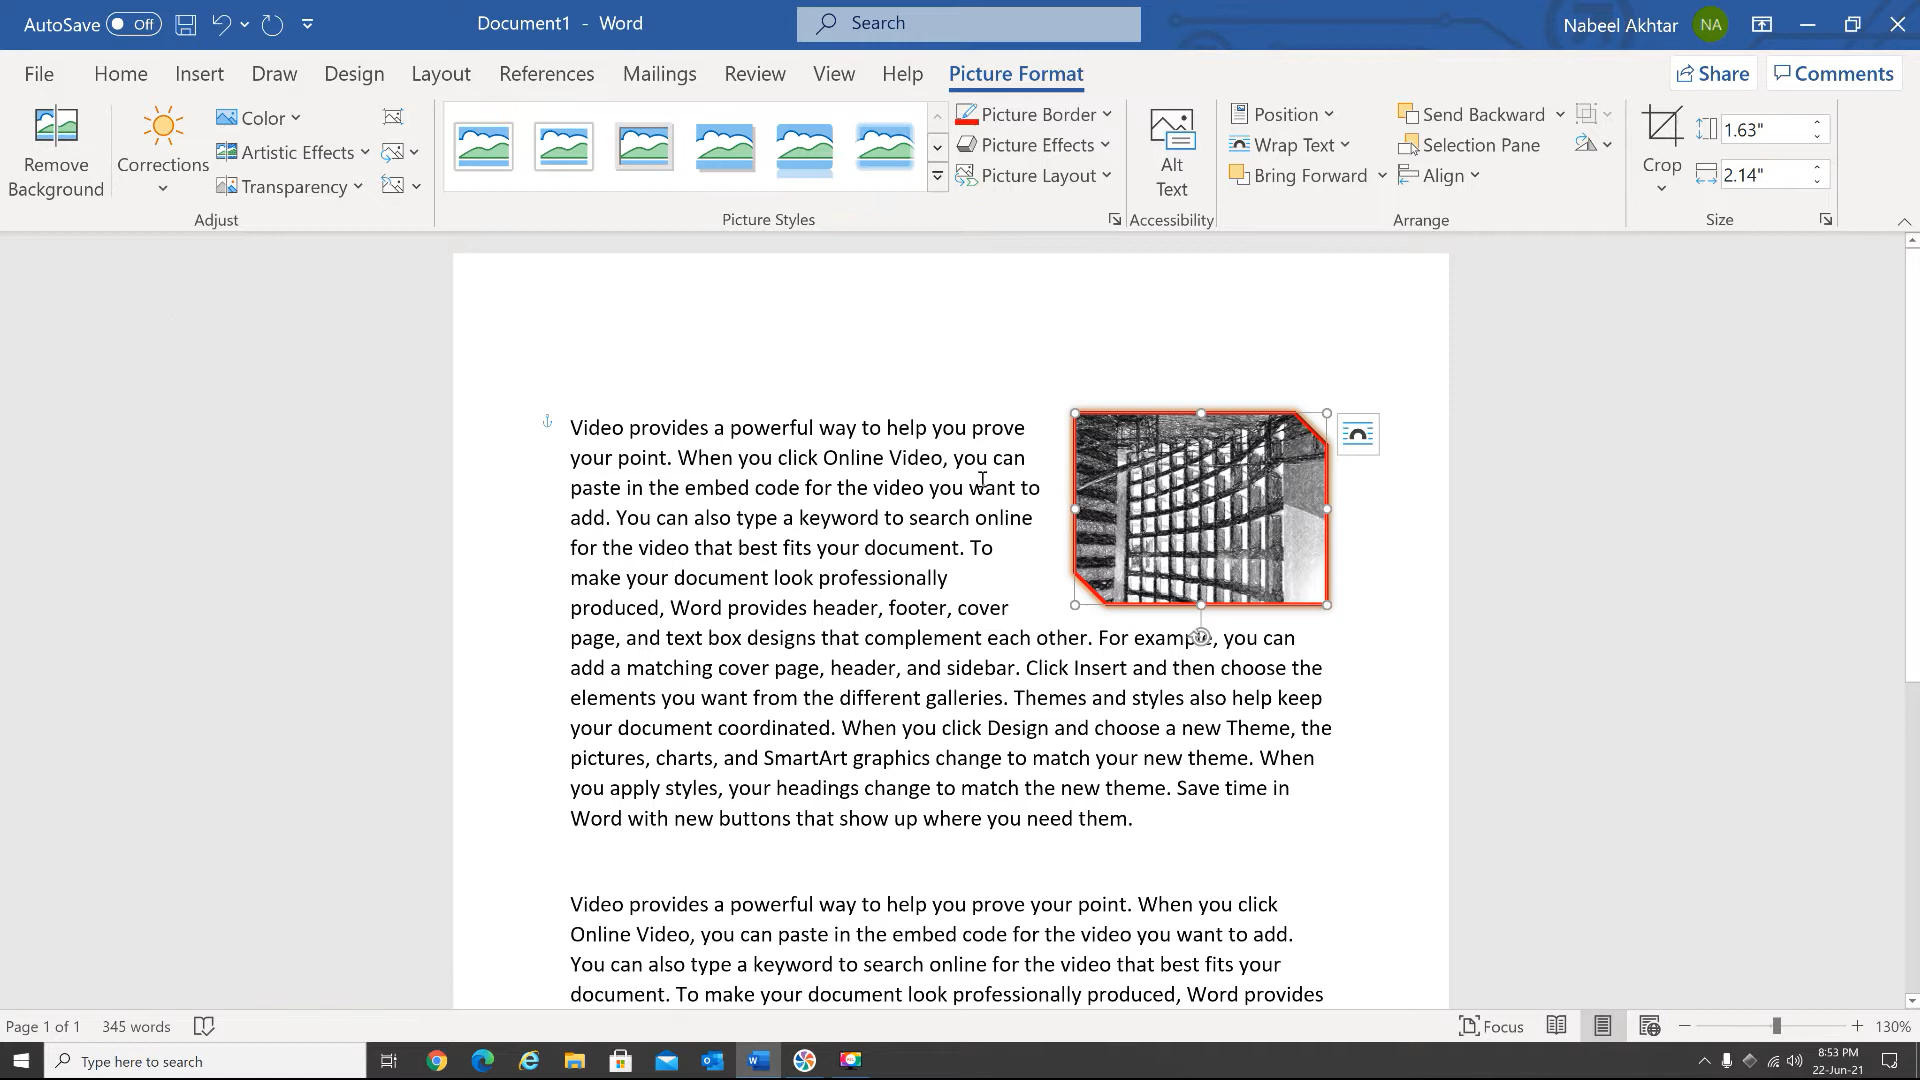 AutoSave Off Document1 - Word Search Nabeel Akhtar NA
File Home Insert Draw Design Layout References Mailings Review View Help Picture Format Share Comments
Remove Background
Corrections
Color
Artistic Effects
Transparency
Adjust
Picture Styles
Picture Border
Picture Effects
Picture Layout
Alt Text
Accessibility
Position
Wrap Text
Bring Forward
Send Backward
Selection Pane
Align
Arrange
Crop
1.63"
2.14"
Size
Video provides a powerful way to help you prove
your point. When you click Online Video, you can
paste in the embed code for the video you want to
add. You can also type a keyword to search online
for the video that best fits your document. To
make your document look professionally
produced, Word provides header, footer, cover
page, and text box designs that complement each other. For example, you can
add a matching cover page, header, and sidebar. Click Insert and then choose the
elements you want from the different galleries. Themes and styles also help keep
your document coordinated. When you click Design and choose a new Theme, the
pictures, charts, and SmartArt graphics change to match your new theme. When
you apply styles, your headings change to match the new theme. Save time in
Word with new buttons that show up where you need them.
Video provides a powerful way to help you prove your point. When you click
Online Video, you can paste in the embed code for the video you want to add.
You can also type a keyword to search online for the video that best fits your
document. To make your document look professionally produced, Word provides
Page 1 of 1 345 words Focus 130%
Type here to search
8:53 PM
22-Jun-21